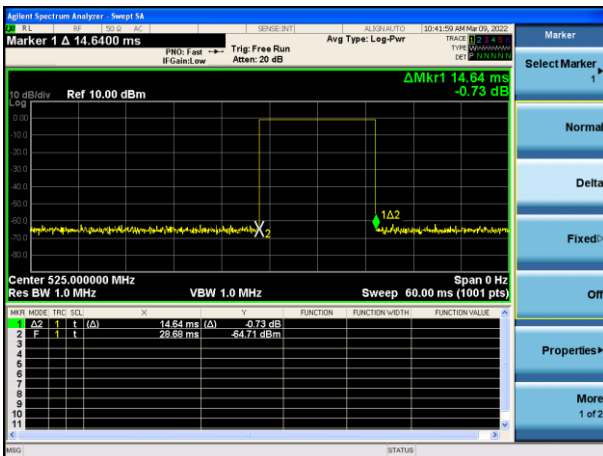 Agilent Spectrum Analyzer - Swept SA
RL RF 50 Ω AC SENSE:INT ALIGNAUTO 10:41:59 AM Mar 09, 2022
Marker 1 Δ 14.6400 ms
PNO: Fast
IFGain:Low
Trig: Free Run
Atten: 20 dB
Avg Type: Log-Pwr
TRACE 1 2 3 4 5 6
TYPE
DET P N N N N N
ΔMkr1 14.64 ms
-0.73 dB
10 dB/div Ref 10.00 dBm
Log
0.00
-10.0
-20.0
-30.0
-40.0
-50.0
-60.0
-70.0
-80.0
1Δ2
X2
Center 525.000000 MHz Span 0 Hz
Res BW 1.0 MHz VBW 1.0 MHz Sweep 60.00 ms (1001 pts)
MKR MODE TRC SCL X Y FUNCTION FUNCTION WIDTH FUNCTION VALUE
1 Δ2 1 t (Δ) 14.64 ms (Δ) -0.73 dB
2 F 1 t 28.68 ms -64.71 dBm
3
4
5
6
7
8
9
10
11
MSG STATUS
Marker
Select Marker
1
Normal
Delta
Fixed
Off
Properties
More
1 of 2